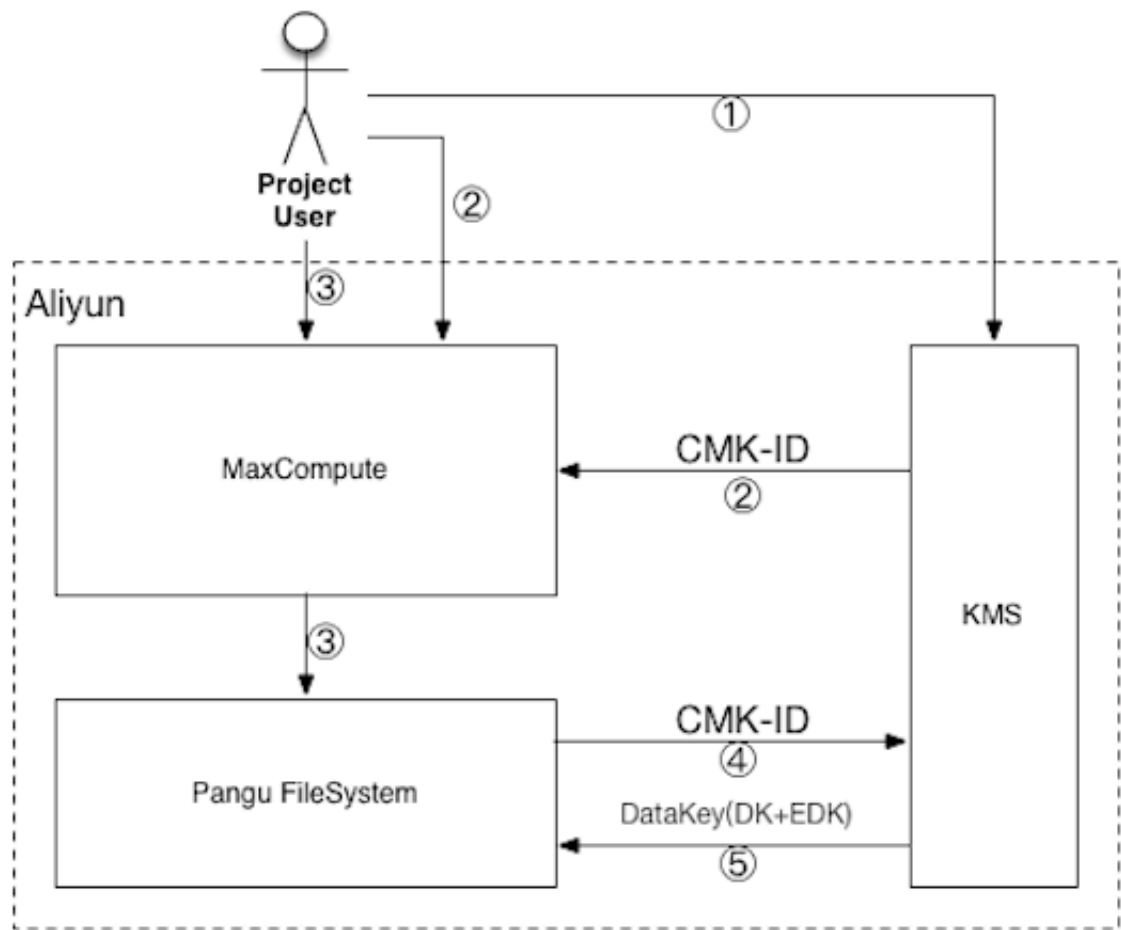 ①
Project
User
②
③
Aliyun
CMK-ID
MaxCompute
②
KMS
③
CMK-ID
④
Pangu FileSystem
DataKey(DK+EDK)
⑤